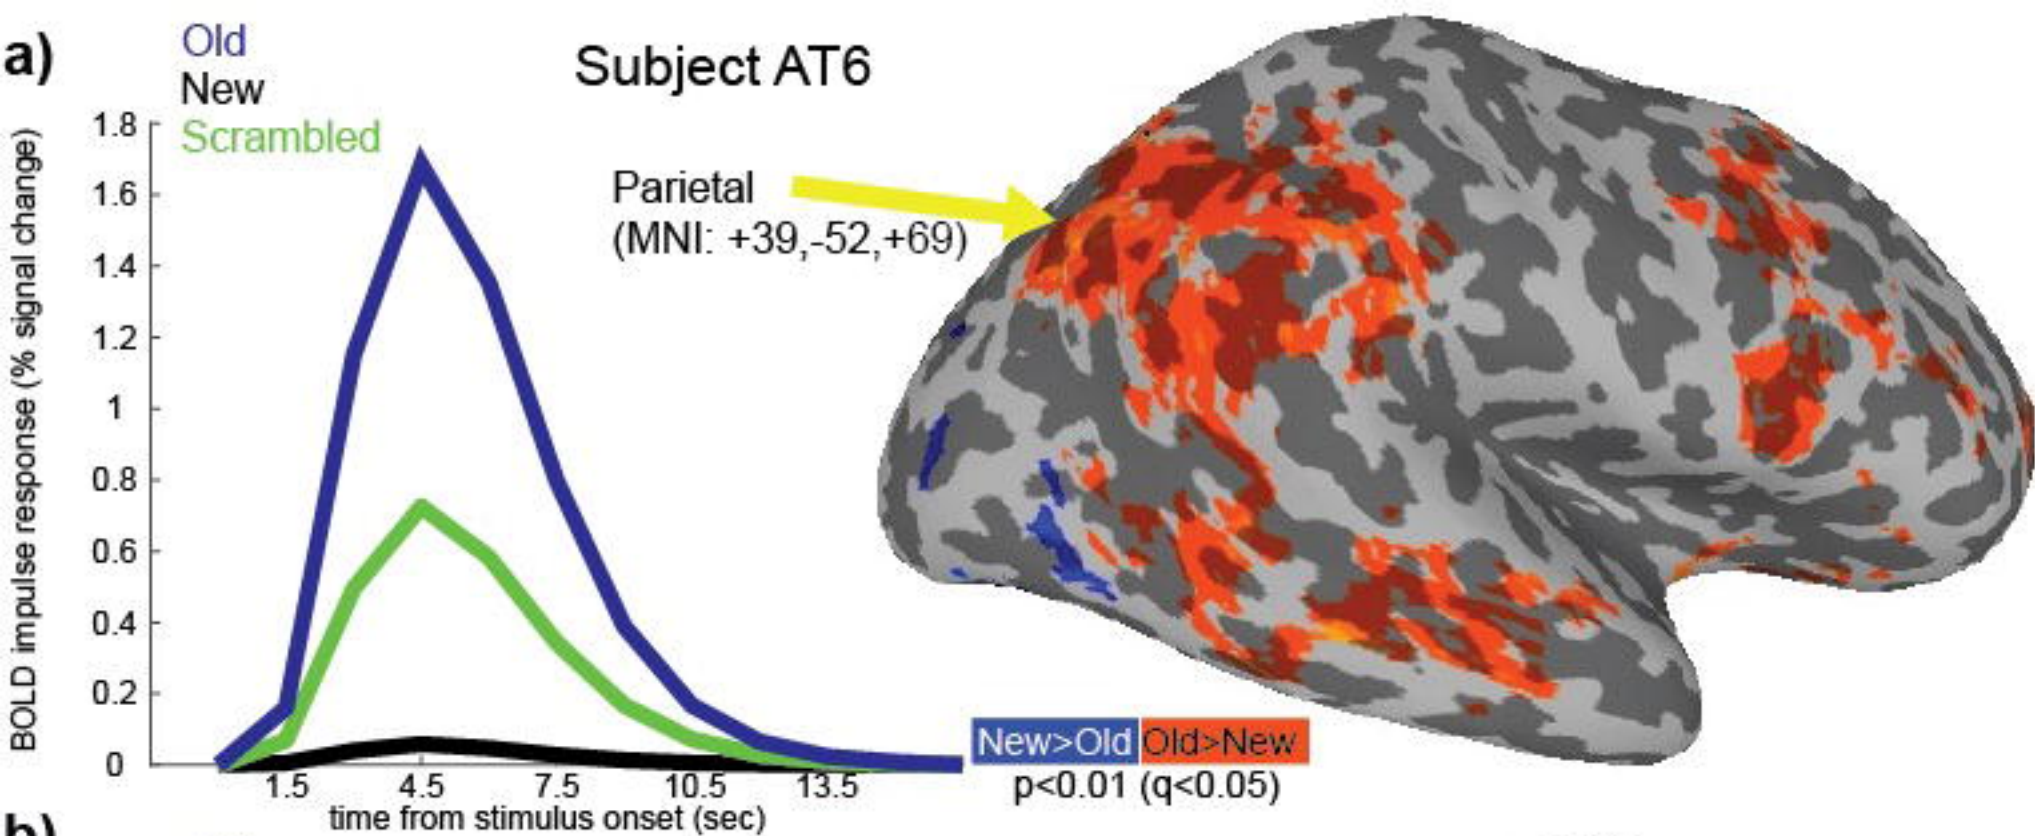 a)
Old
New
Scrambled
Subject AT6
BOLD impulse response (% signal change)
1.8
1.6
1.4
1.2
1
0.8
0.6
0.4
0.2
0
1.5 4.5 7.5 10.5 13.5
time from stimulus onset (sec)
Parietal
(MNI: +39,-52,+69)
New>Old Old>New
p<0.01 (q<0.05)
b)